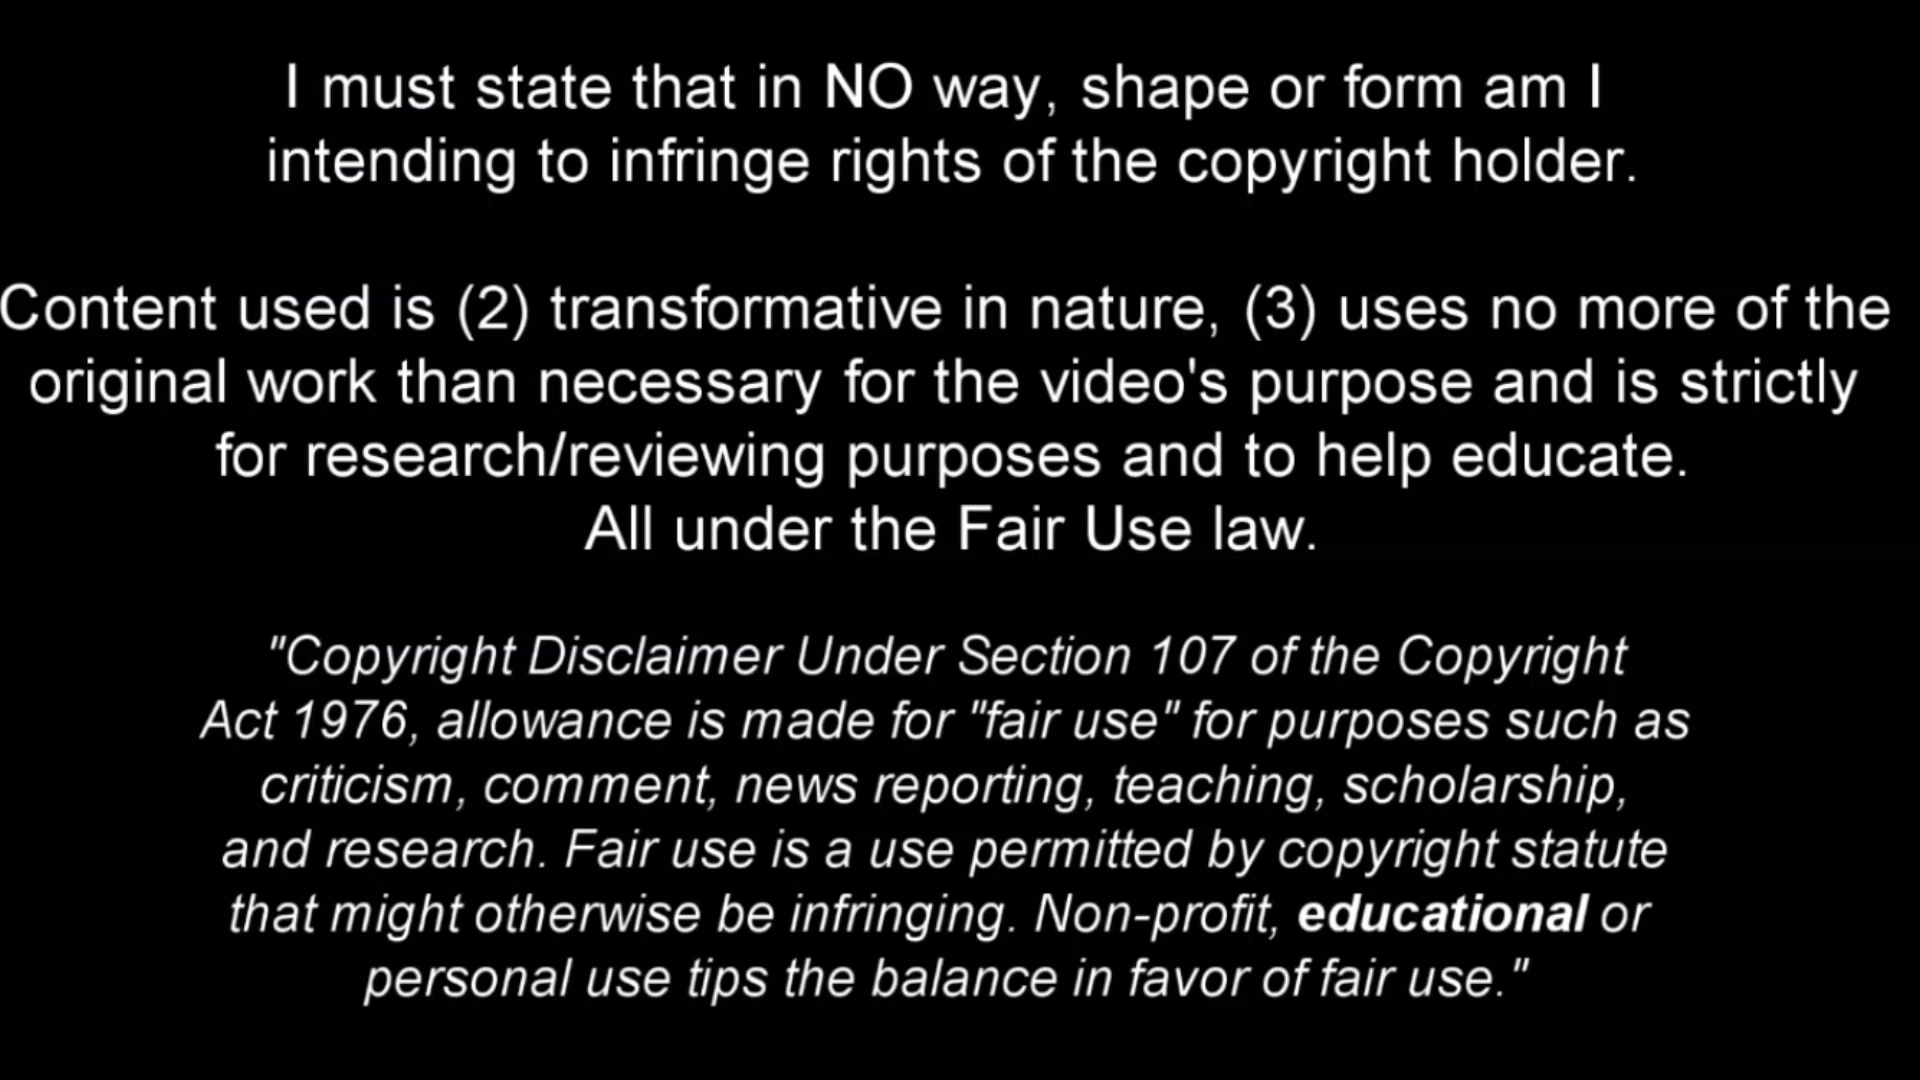 I must state that in NO way, shape or form am I
intending to infringe rights of the copyright holder.
Content used is (2) transformative in nature, (3) uses no more of the
original work than necessary for the video's purpose and is strictly
for research/reviewing purposes and to help educate.
All under the Fair Use law.
"Copyright Disclaimer Under Section 107 of the Copyright
Act 1976, allowance is made for "fair use" for purposes such as
criticism, comment, news reporting, teaching, scholarship,
and research. Fair use is a use permitted by copyright statute
that might otherwise be infringing. Non-profit, educational or
personal use tips the balance in favor of fair use."